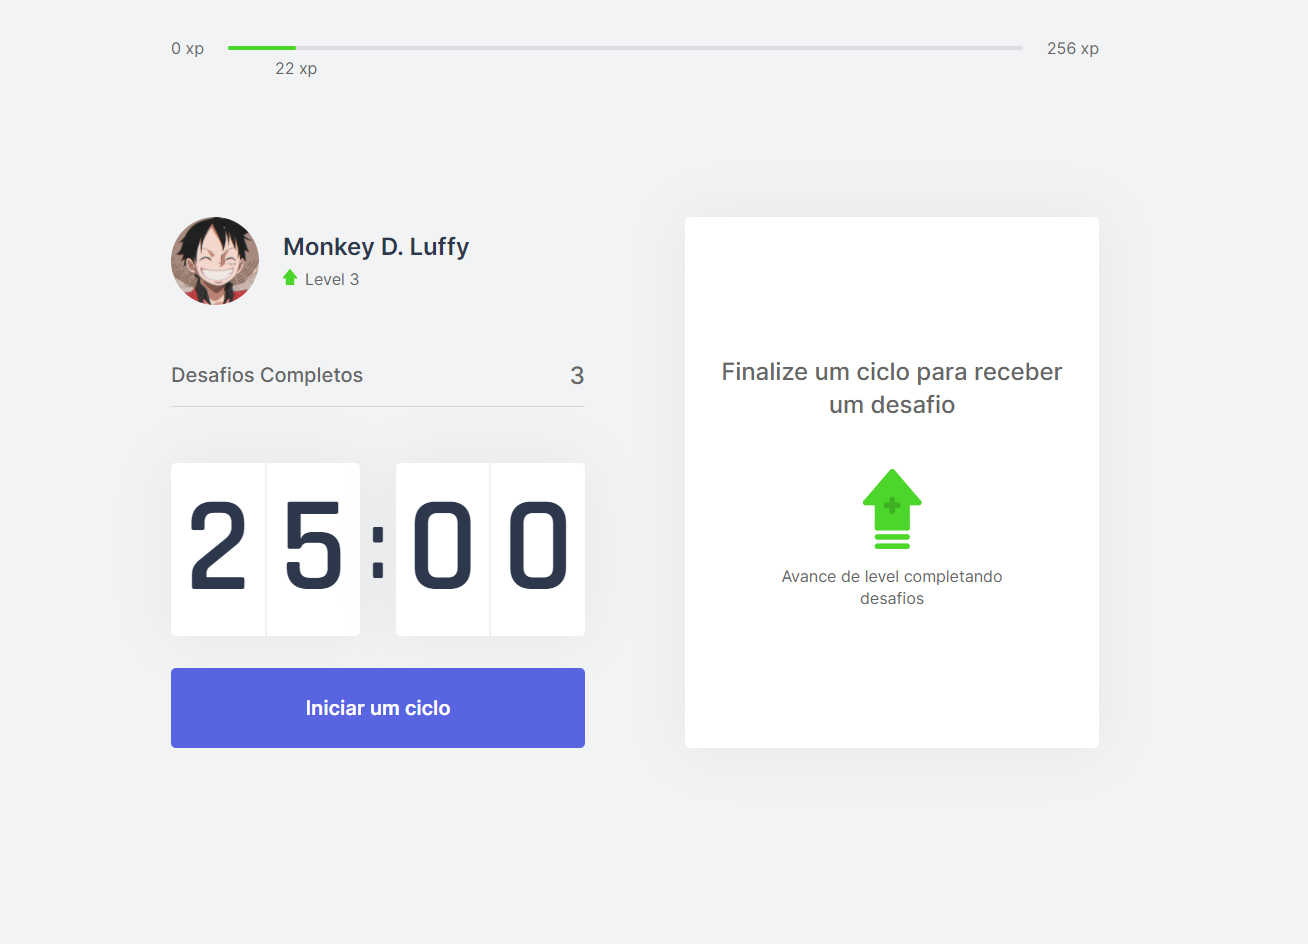 0 xp
256 xp
22 xp
Monkey D. Luffy
Level 3
Desafios Completos 3
25:00
Iniciar um ciclo
Finalize um ciclo para receber
um desafio
Avance de level completando
desafios